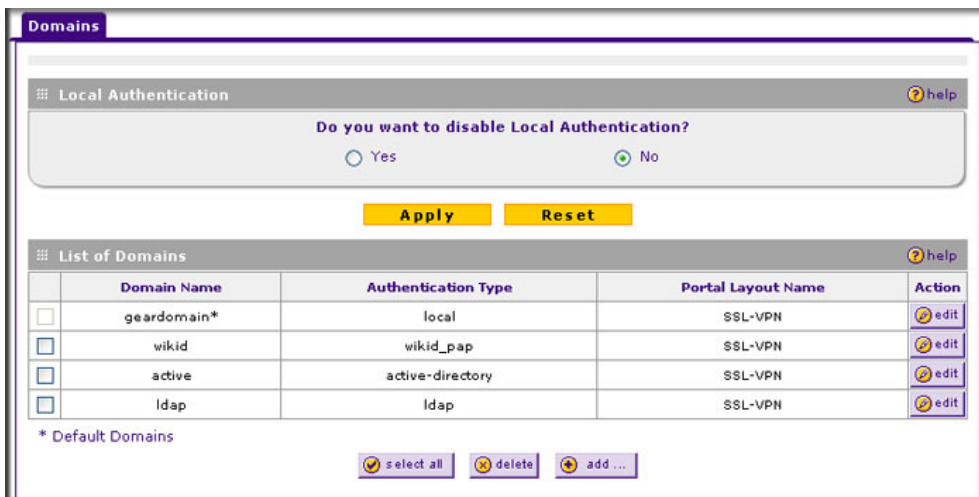 Domains
Local Authentication help
Do you want to disable Local Authentication?
Yes No
Apply Reset
List of Domains help
Domain Name Authentication Type Portal Layout Name Action
geardomain* local SSL-VPN edit
wikid wikid_pap SSL-VPN edit
active active-directory SSL-VPN edit
ldap ldap SSL-VPN edit
* Default Domains
select all delete add ...